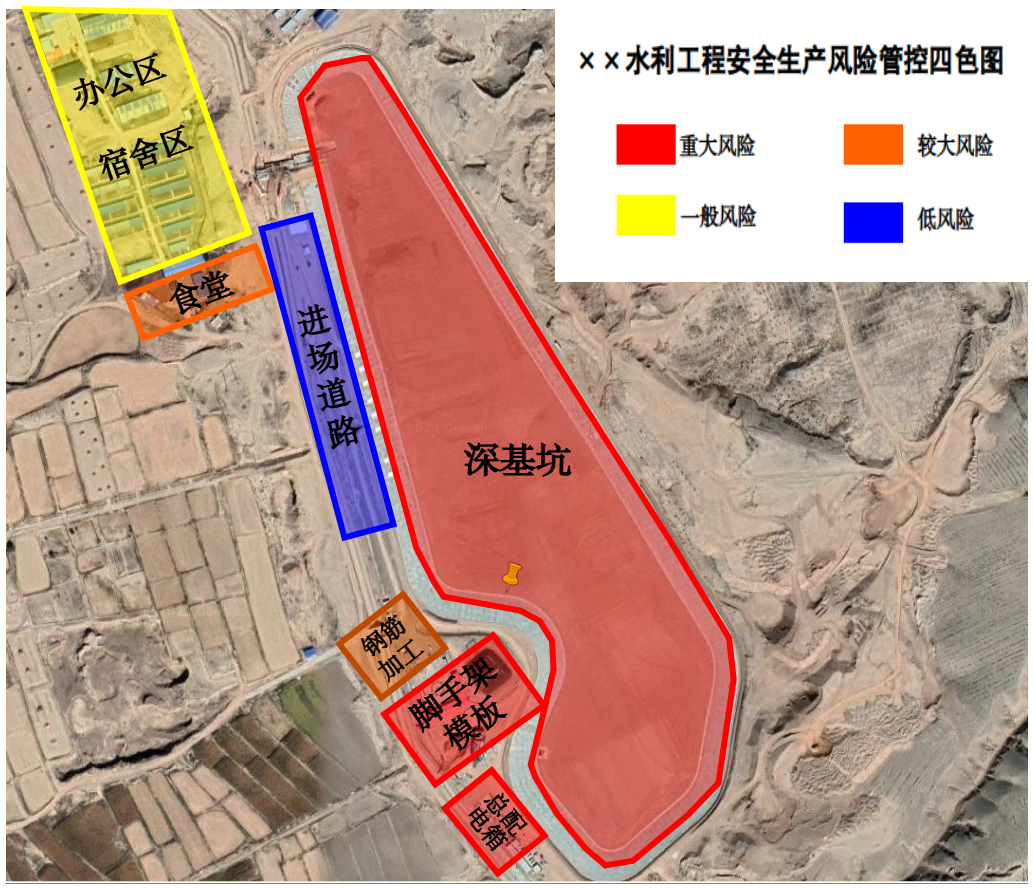 ××水利工程安全生产风险管控四色图
重大风险
较大风险
一般风险
低风险
办公区
宿舍区
食堂
进场道路
深基坑
钢筋
加工
脚手架
模板
总配
电箱